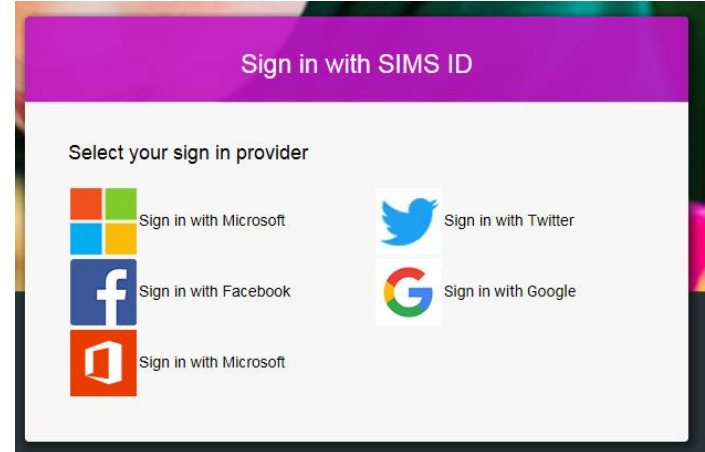 Sign in with SIMS ID
Select your sign in provider
Sign in with Microsoft
Sign in with Twitter
Sign in with Facebook
Sign in with Google
Sign in with Microsoft